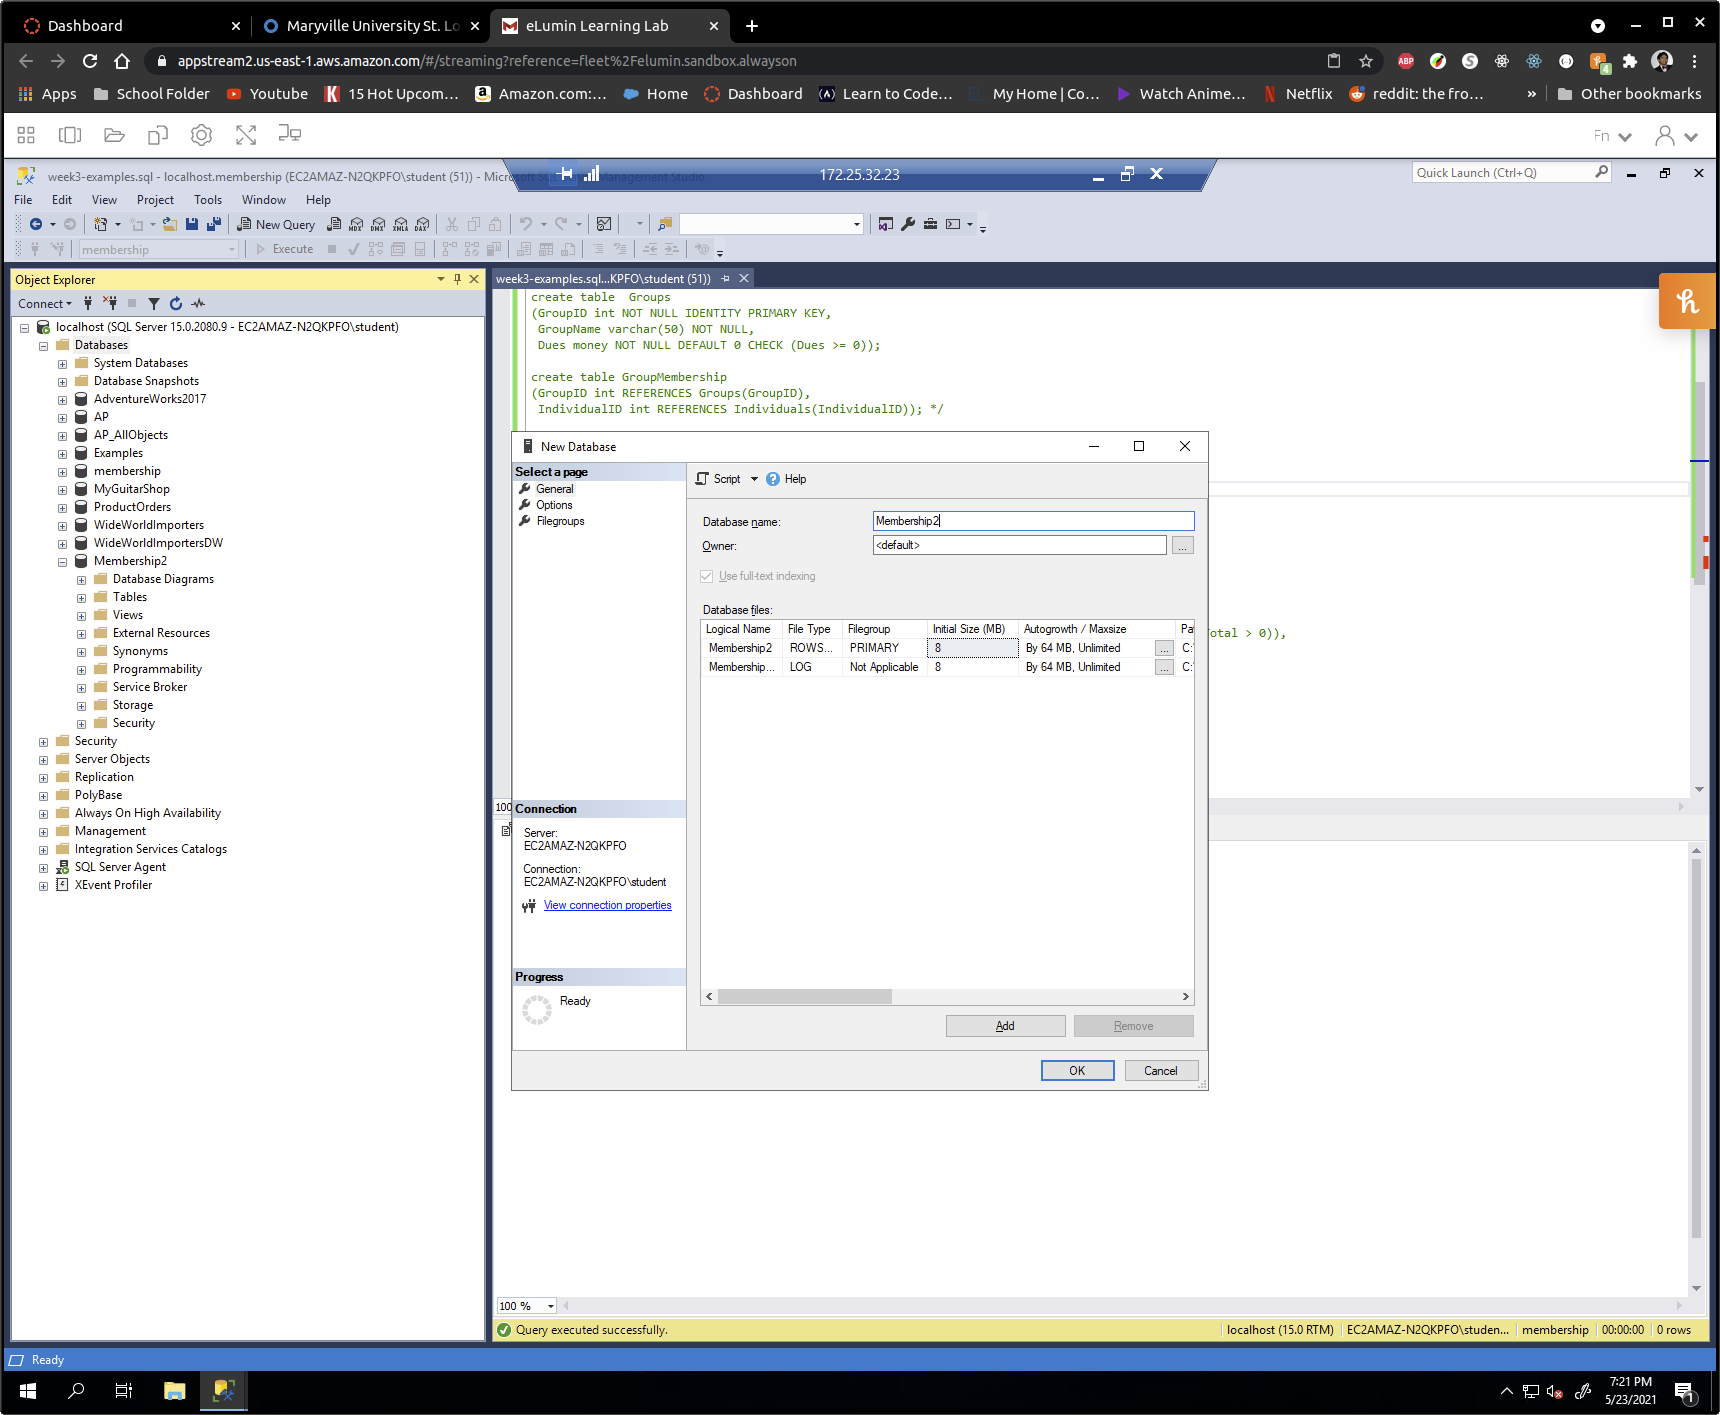 Dashboard
Maryville University St. Lo
eLumin Learning Lab
appstream2.us-east-1.aws.amazon.com/#/streaming?reference=fleet%2Felumin.sandbox.alwayson
ABP
4
Apps School Folder Youtube 15 Hot Upcom... Amazon.com:... Home Dashboard Learn to Code... My Home | Co... Watch Anime... Netflix reddit: the fro... » Other bookmarks
Fn
week3-examples.sql - localhost.membership (EC2AMAZ-N2QKPFO\student (51)) - Micros
172.25.32.23
Quick Launch (Ctrl+Q)
File Edit View Project Tools Window Help
New Query
MDX DMX XMLA DAX
membership
Execute
Object Explorer
Connect
localhost (SQL Server 15.0.2080.9 - EC2AMAZ-N2QKPFO\student)
Databases
System Databases
Database Snapshots
AdventureWorks2017
AP
AP_AllObjects
Examples
membership
MyGuitarShop
ProductOrders
WideWorldImporters
WideWorldImportersDW
Membership2
Database Diagrams
Tables
Views
External Resources
Synonyms
Programmability
Service Broker
Storage
Security
Security
Server Objects
Replication
PolyBase
Always On High Availability
Management
Integration Services Catalogs
SQL Server Agent
XEvent Profiler
week3-examples.sql...KPFO\student (51))
create table  Groups
(GroupID int NOT NULL IDENTITY PRIMARY KEY,
GroupName varchar(50) NOT NULL,
Dues money NOT NULL DEFAULT 0 CHECK (Dues >= 0));
create table GroupMembership
(GroupID int REFERENCES Groups(GroupID),
IndividualID int REFERENCES Individuals(IndividualID)); */
otal > 0)),
100
New Database
Select a page
General
Options
Filegroups
Script
Help
Database name:
Membership2
Owner:
<default>
...
Use full-text indexing
Database files:
Logical Name File Type Filegroup Initial Size (MB) Autogrowth / Maxsize Pat
Membership2 ROWS... PRIMARY 8 By 64 MB, Unlimited ... C:\
Membership... LOG Not Applicable 8 By 64 MB, Unlimited ... C:\
Connection
Server:
EC2AMAZ-N2QKPFO
Connection:
EC2AMAZ-N2QKPFO\student
View connection properties
Progress
Ready
Add
Remove
OK
Cancel
100 %
Query executed successfully.
localhost (15.0 RTM) EC2AMAZ-N2QKPFO\studen... membership 00:00:00 0 rows
Ready
7:21 PM
5/23/2021
1